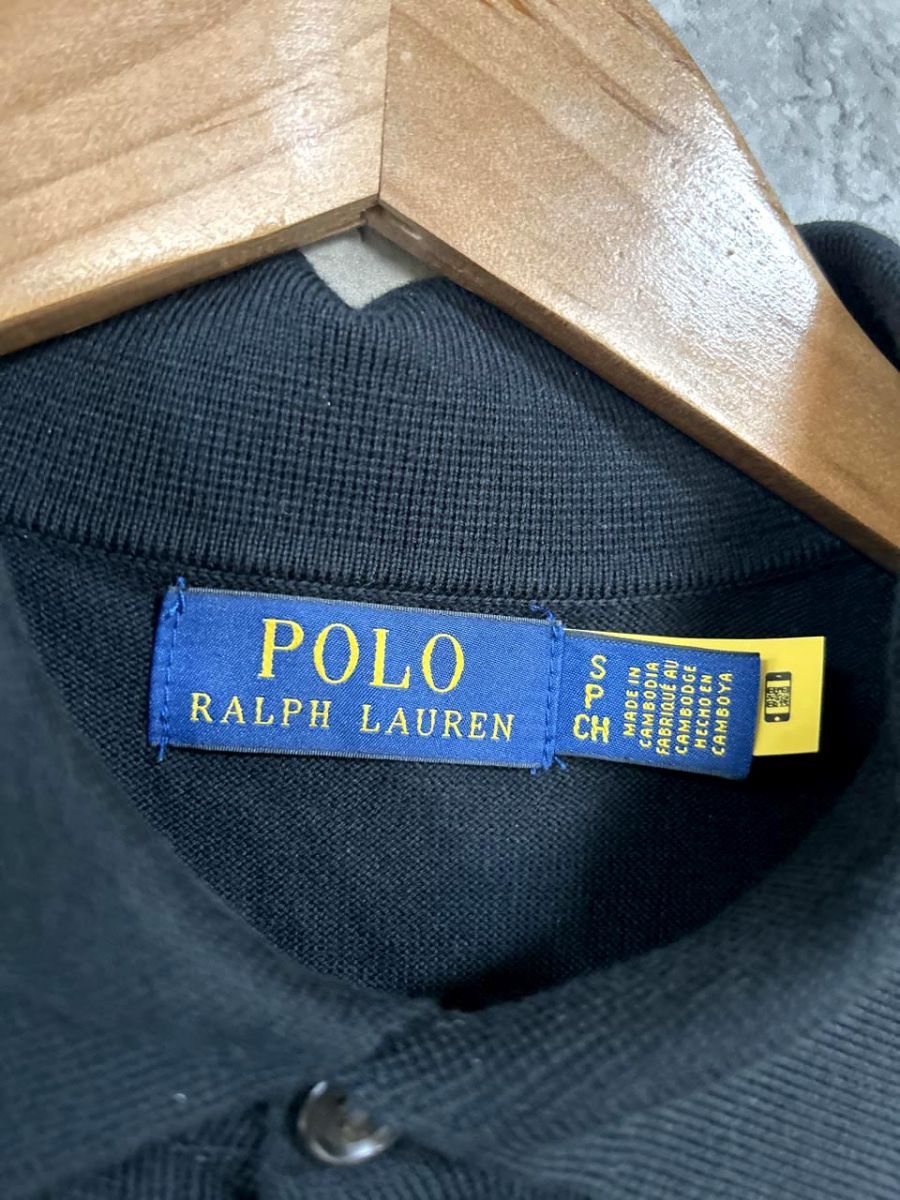 POLO
RALPH LAUREN
S
P
CH
MADE IN
CAMBODIA
FABRIQUÉ AU
CAMBODGE
HECHO EN
CAMBOYA